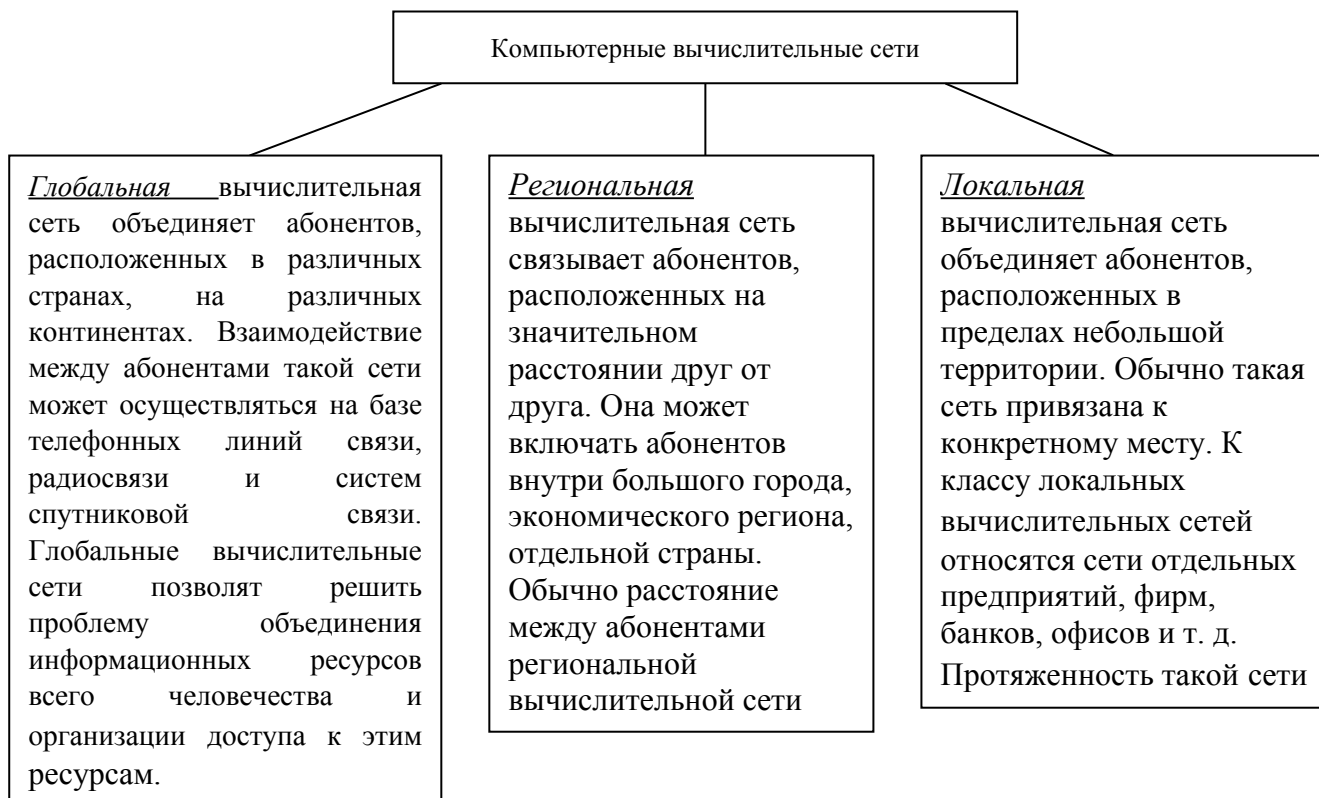 Компьютерные вычислительные сети
Глобальная вычислительная
сеть объединяет абонентов,
расположенных в различных
странах, на различных
континентах. Взаимодействие
между абонентами такой сети
может осуществляться на базе
телефонных линий связи,
радиосвязи и систем
спутниковой связи.
Глобальные вычислительные
сети позволят решить
проблему объединения
информационных ресурсов
всего человечества и
организации доступа к этим
ресурсам.
Региональная
вычислительная сеть
связывает абонентов,
расположенных на
значительном
расстоянии друг от
друга. Она может
включать абонентов
внутри большого города,
экономического региона,
отдельной страны.
Обычно расстояние
между абонентами
региональной
вычислительной сети
Локальная
вычислительная сеть
объединяет абонентов,
расположенных в
пределах небольшой
территории. Обычно такая
сеть привязана к
конкретному месту. К
классу локальных
вычислительных сетей
относятся сети отдельных
предприятий, фирм,
банков, офисов и т. д.
Протяженность такой сети